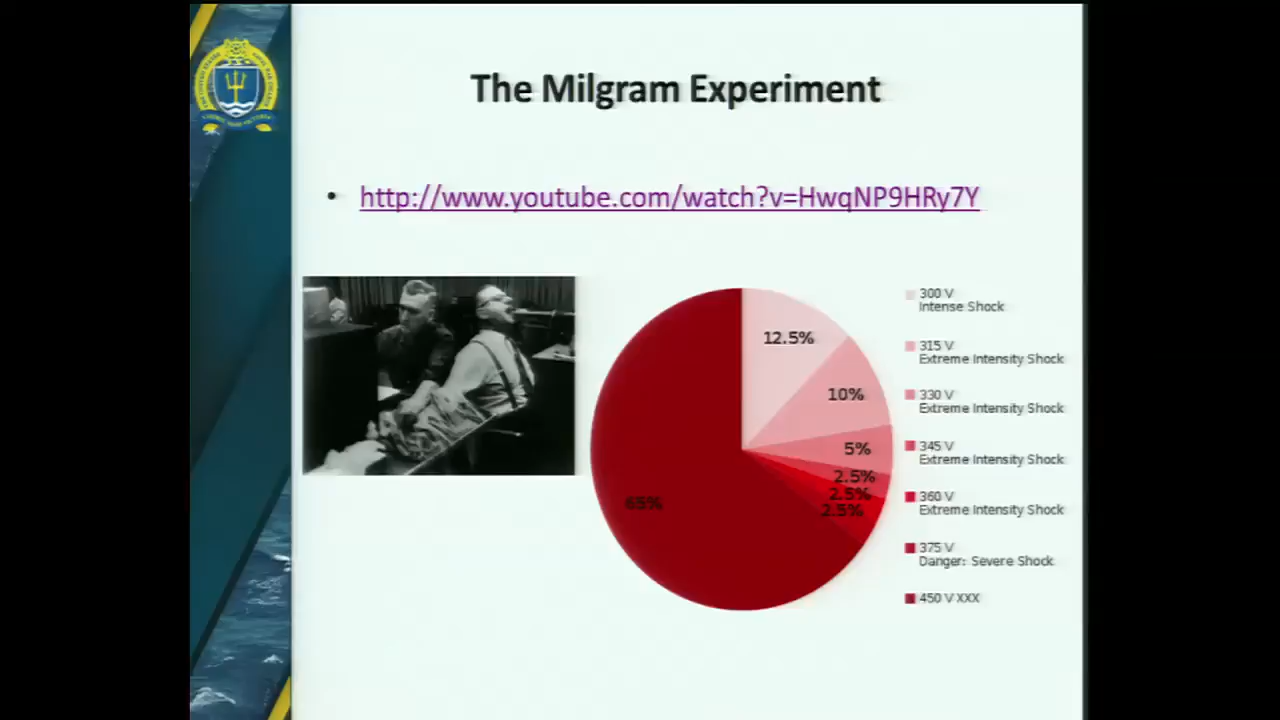 The Milgram Experiment
• http://www.youtube.com/watch?v=HwqNP9HRy7Y
12.5%
10%
5%
2.5%
2.5%
2.5%
65%
300 V
Intense Shock
315 V
Extreme Intensity Shock
330 V
Extreme Intensity Shock
345 V
Extreme Intensity Shock
360 V
Extreme Intensity Shock
375 V
Danger: Severe Shock
450 V XXX